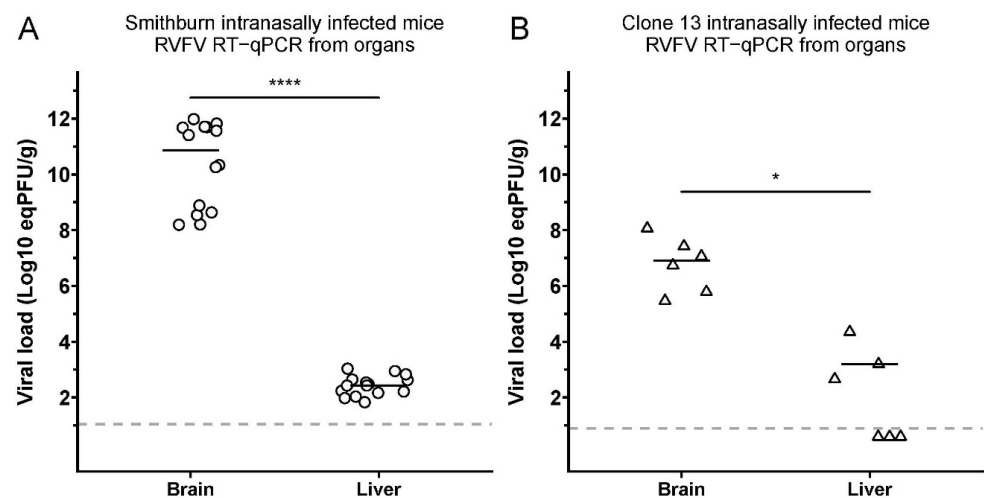 A
Smithburn intranasally infected mice
RVFV RT−qPCR from organs
Viral load (Log10 eqPFU/g)
12
10
8
6
4
2
****
Brain
Liver
B
Clone 13 intranasally infected mice
RVFV RT−qPCR from organs
Viral load (Log10 eqPFU/g)
12
10
8
6
4
2
*
Brain
Liver